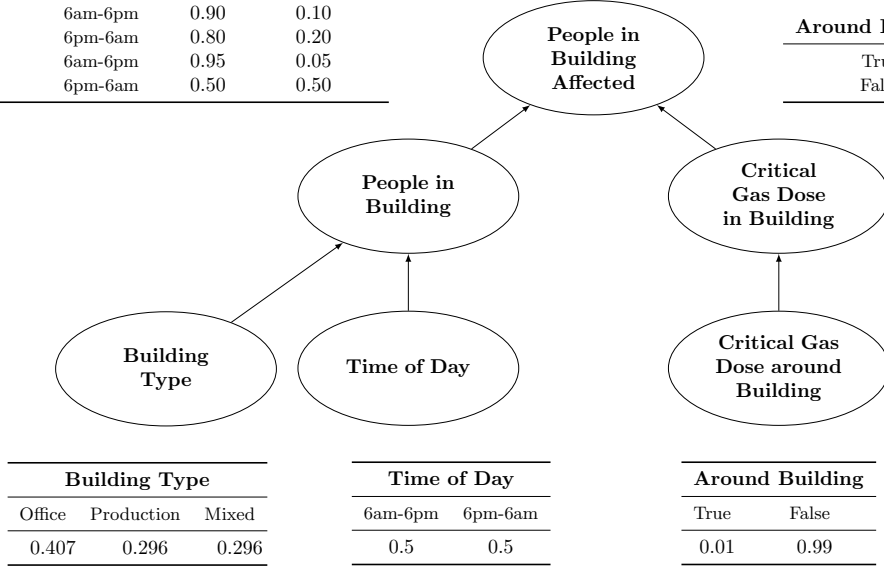 6am-6pm 0.90 0.10
6pm-6am 0.80 0.20
6am-6pm 0.95 0.05
6pm-6am 0.50 0.50
People in
Building
Affected
Around
People in
Building
Critical
Gas Dose
in Building
Building
Type
Time of Day
Critical Gas
Dose around
Building
Building Type
Office Production Mixed
0.407 0.296 0.296
Time of Day
6am-6pm 6pm-6am
0.5 0.5
Around Building
True False
0.01 0.99